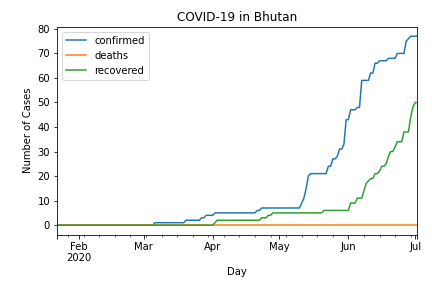 COVID-19 in Bhutan
confirmed
deaths
recovered
Number of Cases
80
70
60
50
40
30
20
10
0
Feb
2020
Mar
Apr
May
Jun
Jul
Day